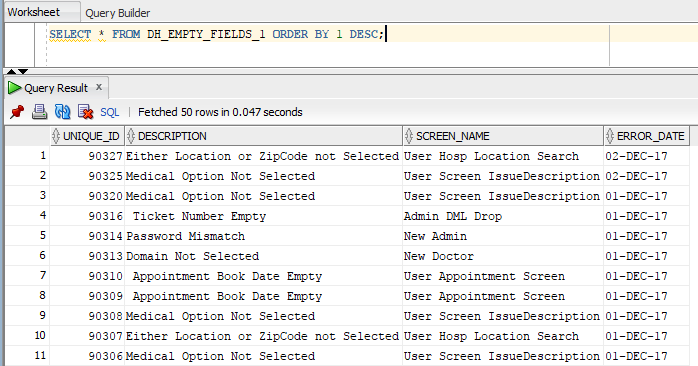 Worksheet Query Builder
SELECT * FROM DH_EMPTY_FIELDS_1 ORDER BY 1 DESC;
Query Result x
SQL | Fetched 50 rows in 0.047 seconds
UNIQUE_ID DESCRIPTION SCREEN_NAME ERROR_DATE
1 90327 Either Location or ZipCode not Selected User Hosp Location Search 02-DEC-17
2 90325 Medical Option Not Selected User Screen IssueDescription 02-DEC-17
3 90320 Medical Option Not Selected User Screen IssueDescription 01-DEC-17
4 90316 Ticket Number Empty Admin DML Drop 01-DEC-17
5 90314 Password Mismatch New Admin 01-DEC-17
6 90313 Domain Not Selected New Doctor 01-DEC-17
7 90310 Appointment Book Date Empty User Appointment Screen 01-DEC-17
8 90309 Appointment Book Date Empty User Appointment Screen 01-DEC-17
9 90308 Medical Option Not Selected User Screen IssueDescription 01-DEC-17
10 90307 Either Location or ZipCode not Selected User Hosp Location Search 01-DEC-17
11 90306 Medical Option Not Selected User Screen IssueDescription 01-DEC-17